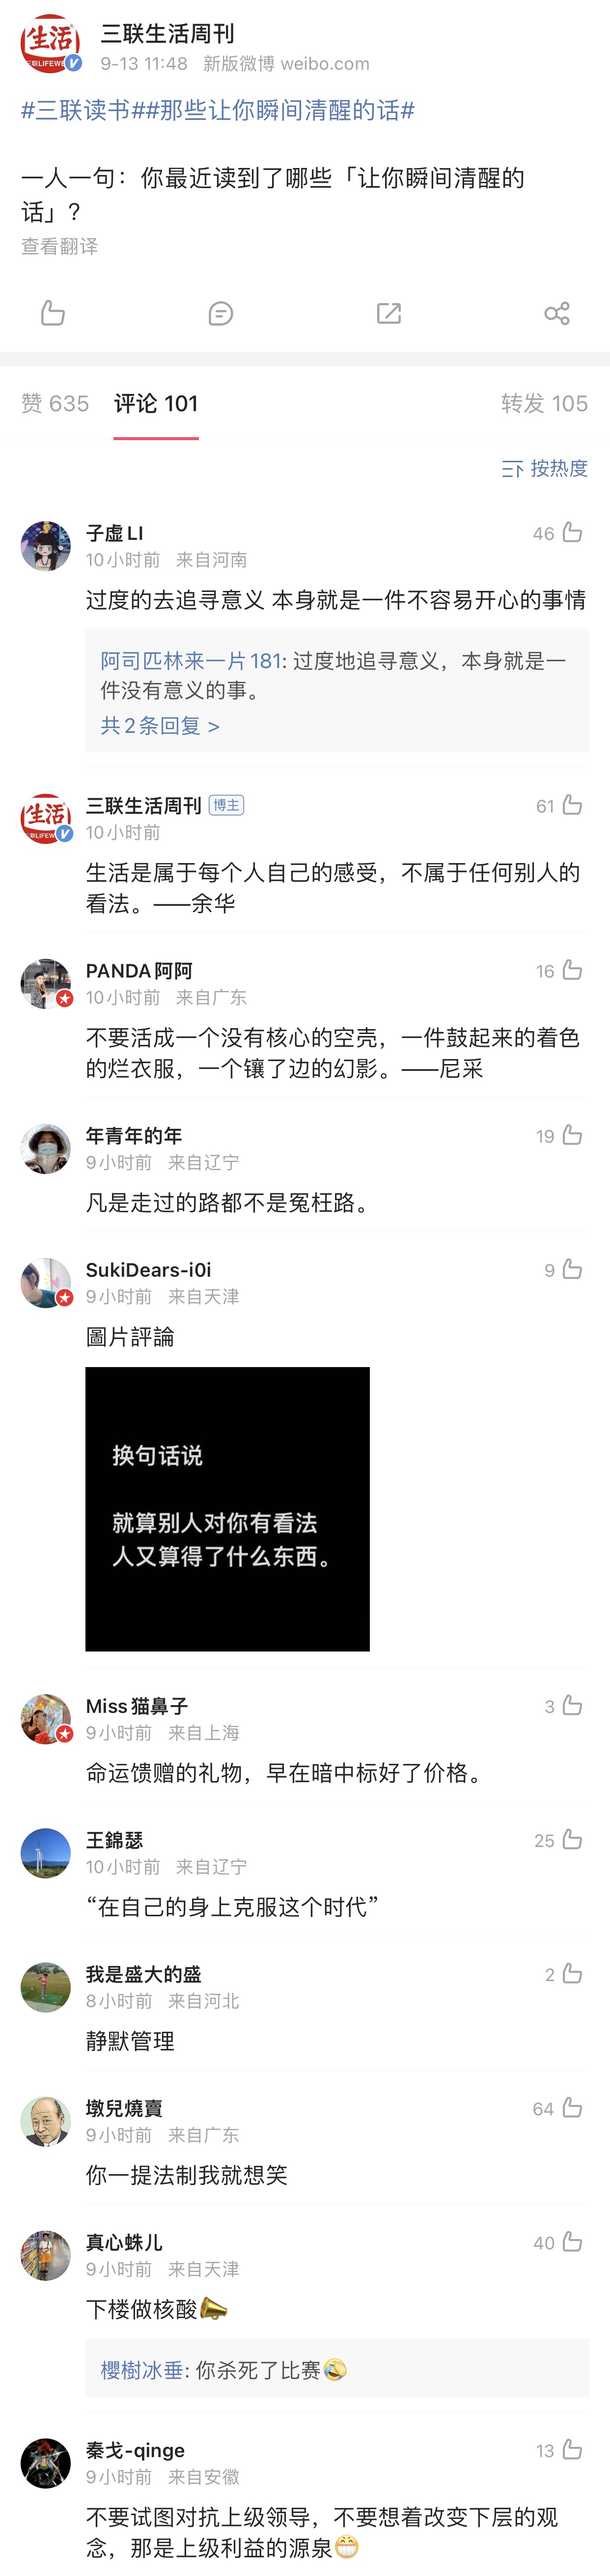 生活
三联LIFEWEEK
三联生活周刊
9-13 11:48 新版微博 weibo.com
#三联读书##那些让你瞬间清醒的话#
一人一句：你最近读到了哪些「让你瞬间清醒的
话」？
查看翻译
赞 635 评论 101 转发 105
按热度
子虚LI 46
10小时前 来自河南
过度的去追寻意义 本身就是一件不容易开心的事情
阿司匹林来一片181: 过度地追寻意义，本身就是一
件没有意义的事。
共2条回复 >
生活
三联生活周刊 博主 61
10小时前
生活是属于每个人自己的感受，不属于任何别人的
看法。——余华
PANDA阿阿 16
10小时前 来自广东
不要活成一个没有核心的空壳，一件鼓起来的着色
的烂衣服，一个镶了边的幻影。——尼采
年青年的年 19
9小时前 来自辽宁
凡是走过的路都不是冤枉路。
SukiDears-i0i 9
9小时前 来自天津
圖片評論
换句话说
就算别人对你有看法
人又算得了什么东西。
Miss猫鼻子 3
9小时前 来自上海
命运馈赠的礼物，早在暗中标好了价格。
王錦瑟 25
10小时前 来自辽宁
“在自己的身上克服这个时代”
我是盛大的盛 2
8小时前 来自河北
静默管理
墩兒燒賣 64
9小时前 来自广东
你一提法制我就想笑
真心蛛儿 40
9小时前 来自天津
下楼做核酸
櫻樹冰垂: 你杀死了比赛
秦戈-qinge 13
9小时前 来自安徽
不要试图对抗上级领导，不要想着改变下层的观
念，那是上级利益的源泉